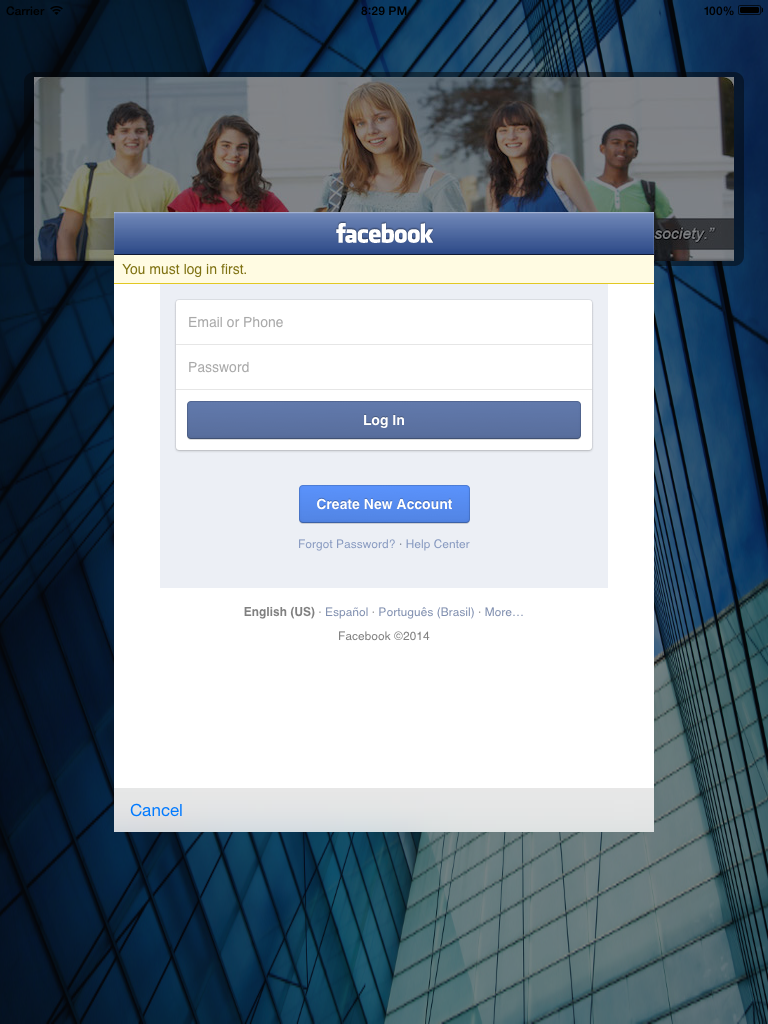 Carrier 8:29 PM 100%
society.”
facebook
You must log in first.
Email or Phone
Password
Log In
Create New Account
Forgot Password? · Help Center
English (US) · Español · Português (Brasil) · More…
Facebook ©2014
Cancel